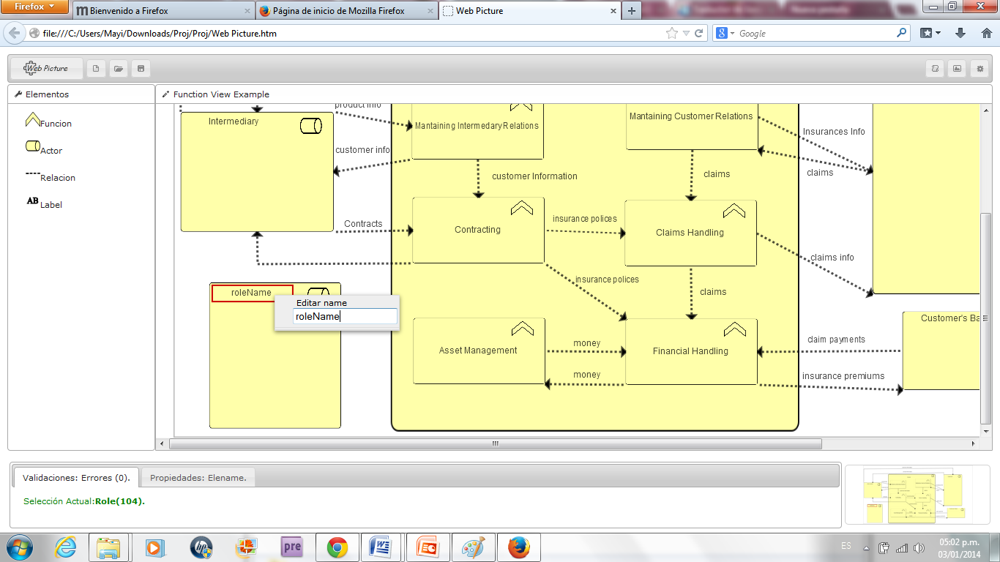 Firefox
Bienvenido a Firefox
Página de inicio de Mozilla Firefox
Web Picture
file:///C:/Users/Mayi/Downloads/Proj/Proj/Web Picture.htm
Google
Web Picture
Elementos
Function View Example
Funcion
Actor
Relacion
AB Label
Intermediary
product info
Mantaining Intermedary Relations
Mantaining Customer Relations
Insurances Info
customer info
claims
customer Information
claims
Contracts
Contracting
insurance polices
Claims Handling
claims info
insurance polices
claims
roleName
Editar name
roleName
Customer's Ba
Asset Management
money
Financial Handling
claim payments
money
insurance premiums
Validaciones: Errores (0).
Propiedades: Elename.
Selección Actual:Role(104).
hp
pre
ES
05:02 p.m.
03/01/2014